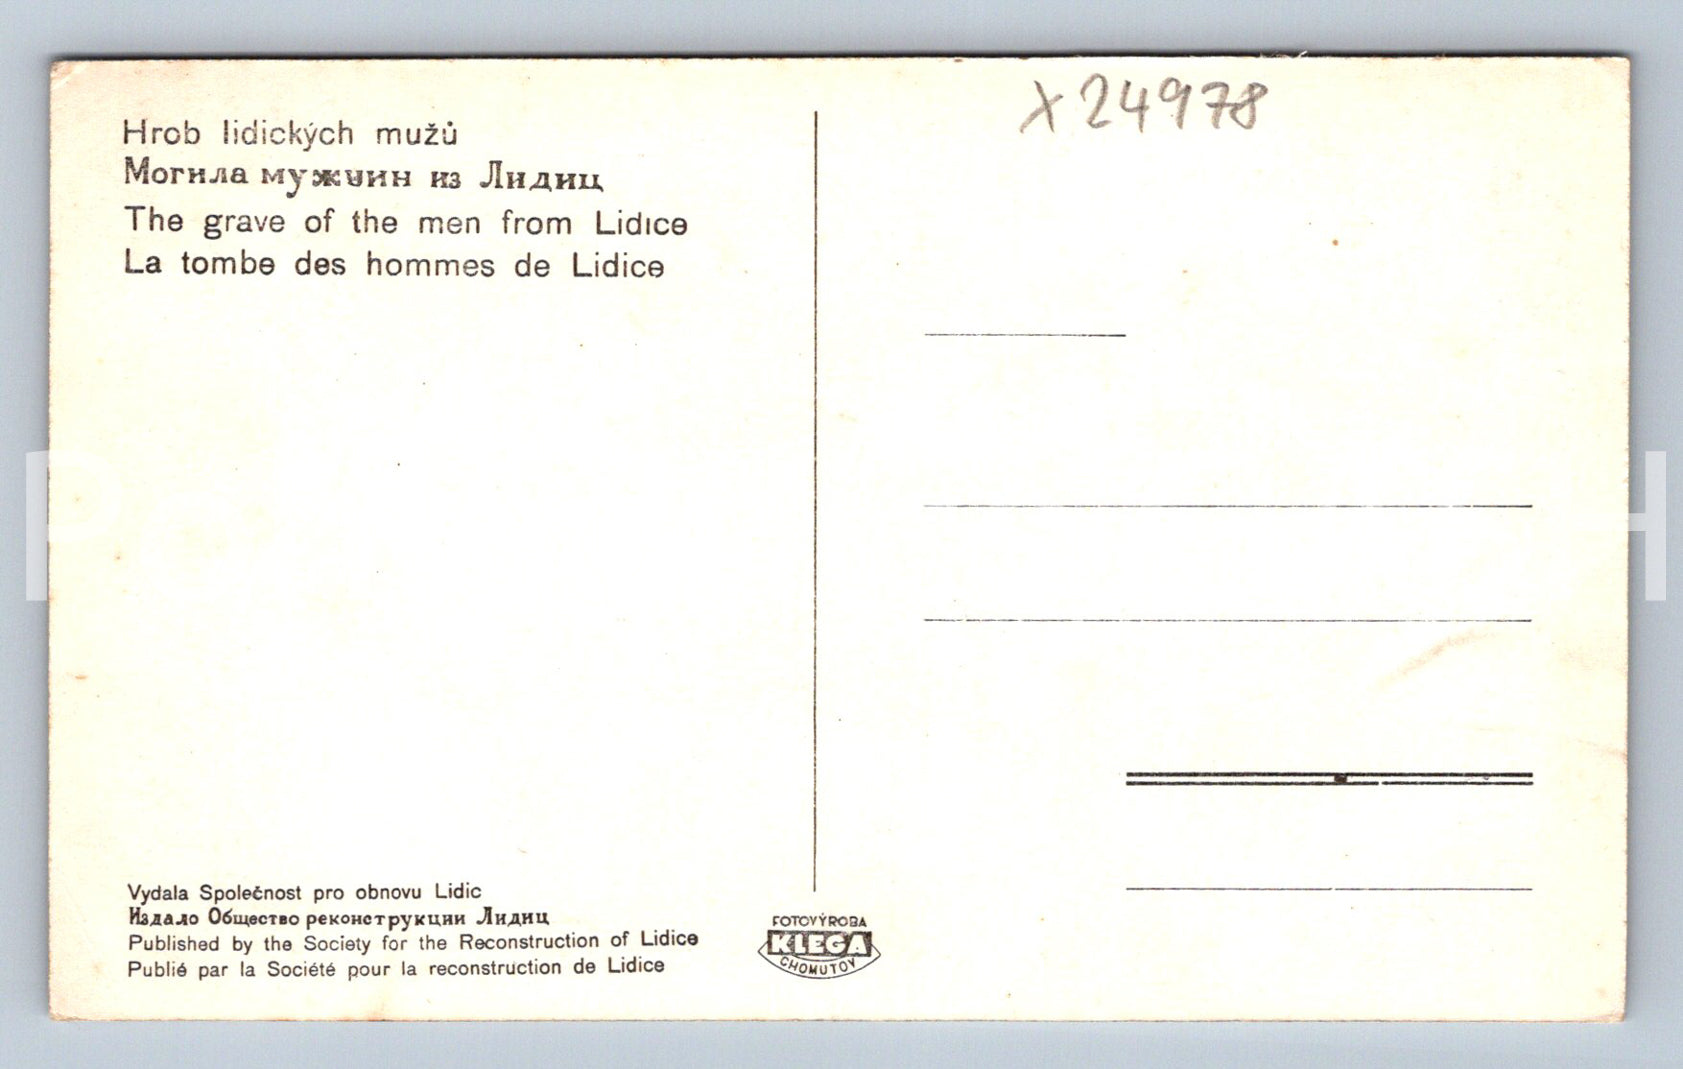 X 24978
Hrob lidických mužů
Могила мужчин из Лидиц
The grave of the men from Lidice
La tombe des hommes de Lidice
Vydala Společnost pro obnovu Lidic
Издало Общество реконструкции Лидиц
Published by the Society for the Reconstruction of Lidice
Publié par la Société pour la reconstruction de Lidice
FOTOVÝROBA
KLEGA
CHOMUTOV